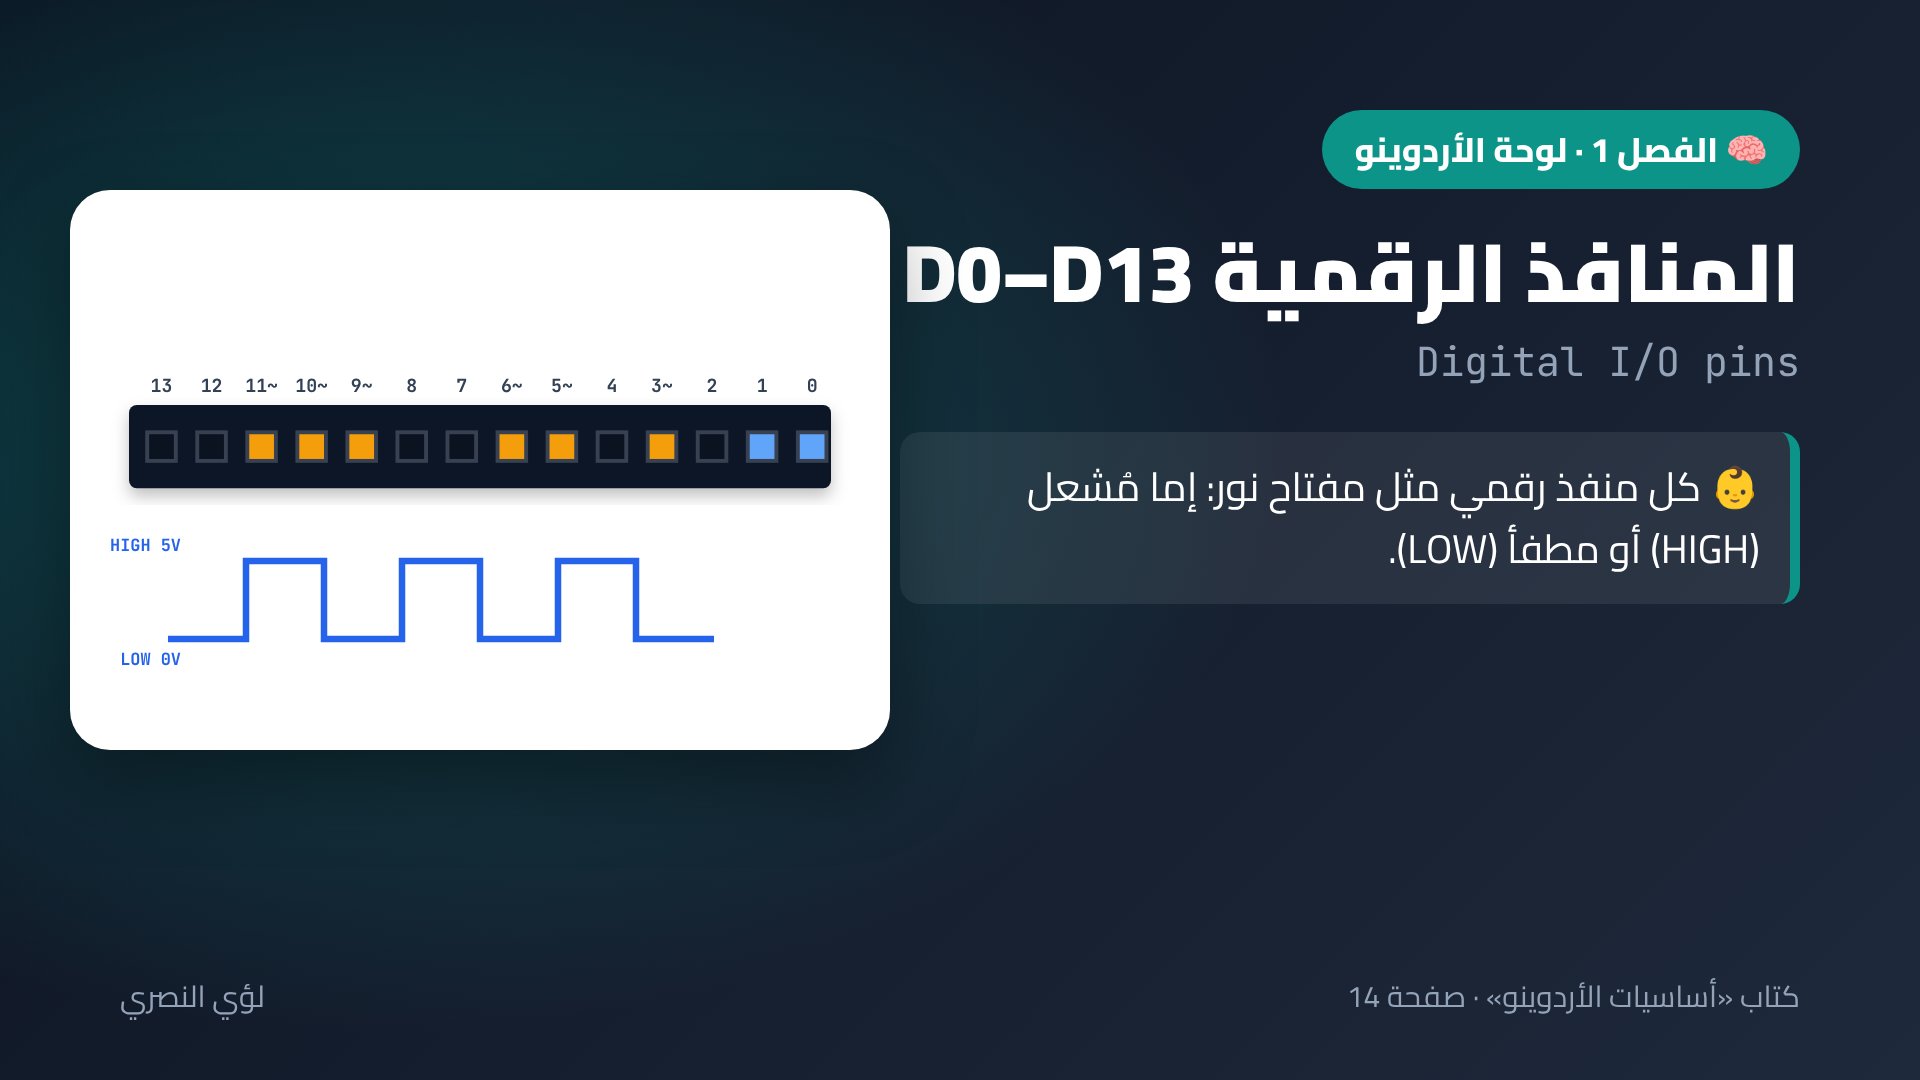 🧠 الفصل 1 · لوحة الأردوينو
المنافذ الرقمية D0–D13
Digital I/O pins
👶 كل منفذ رقمي مثل مفتاح نور: إما مُشعل
(HIGH) أو مطفأ (LOW).
13 12 11~ 10~ 9~ 8 7 6~ 5~ 4 3~ 2 1 0
HIGH 5V
LOW 0V
كتاب «أساسيات الأردوينو» · صفحة 14
لؤي النصري